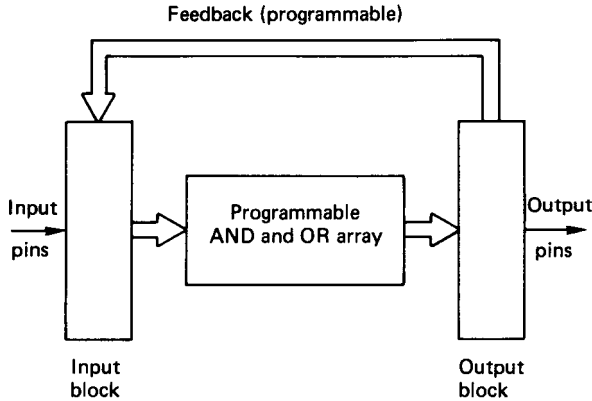 Feedback (programmable)
Input
pins
Programmable
AND and OR array
Output
pins
Input
block
Output
block